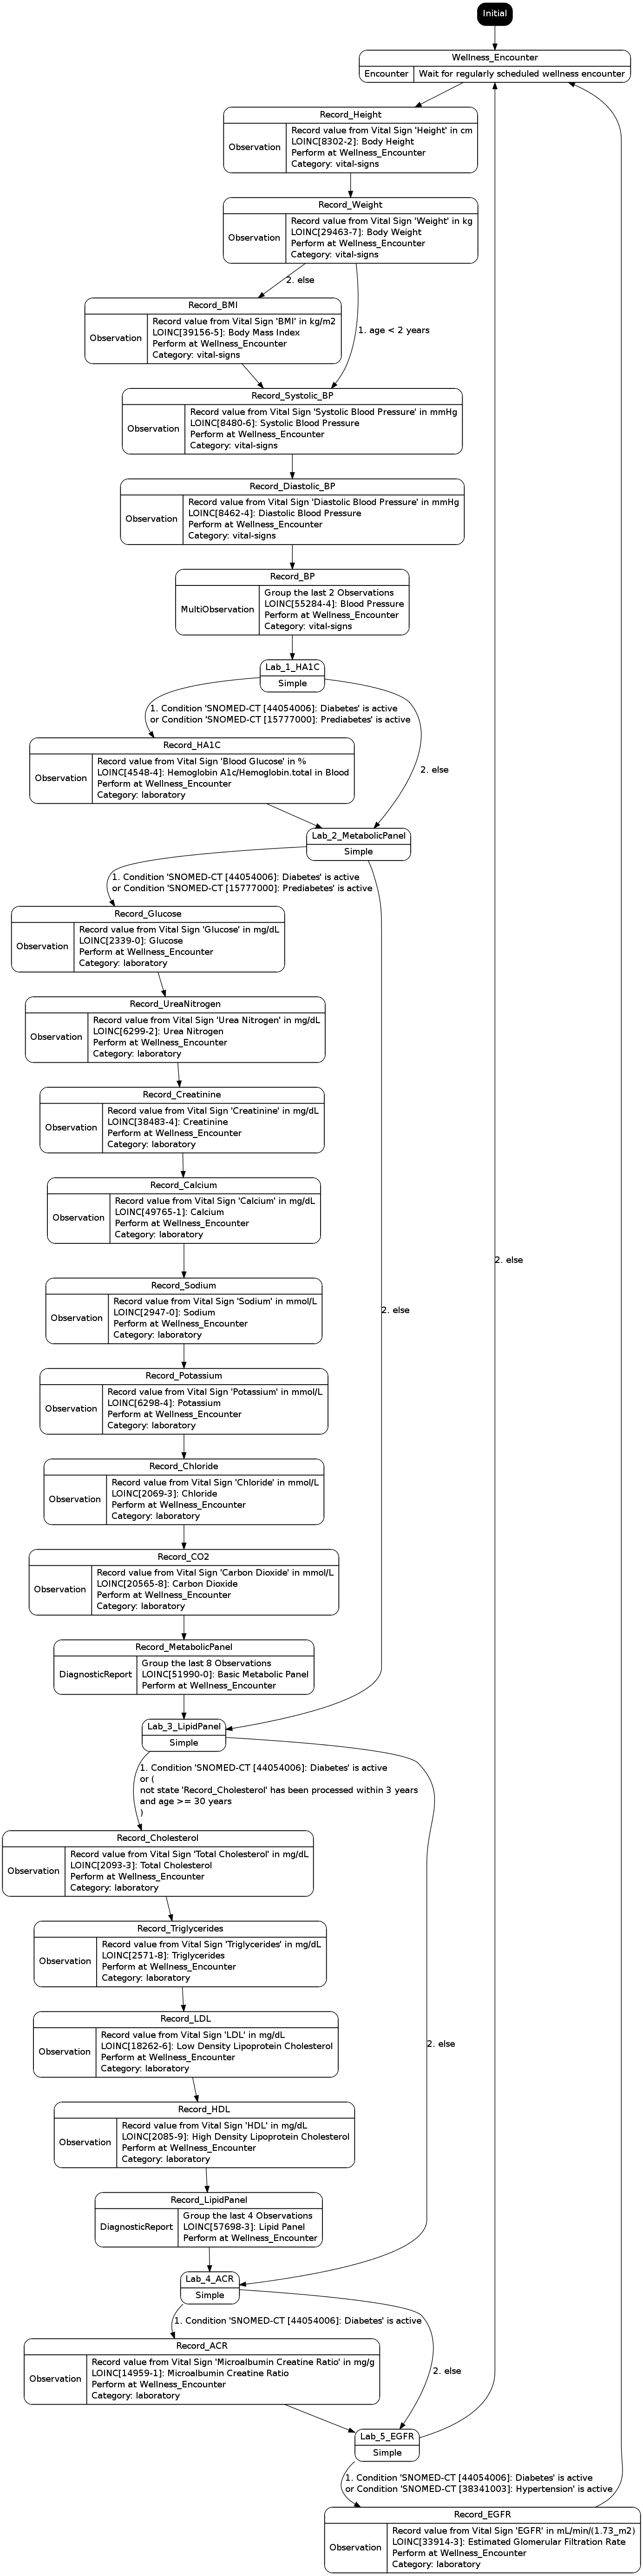 Initial
Wellness_Encounter
Encounter
Wait for regularly scheduled wellness encounter
Record_Height
Observation
Record value from Vital Sign 'Height' in cm
LOINC[8302-2]: Body Height
Perform at Wellness_Encounter
Category: vital-signs
Record_Weight
Observation
Record value from Vital Sign 'Weight' in kg
LOINC[29463-7]: Body Weight
Perform at Wellness_Encounter
Category: vital-signs
2. else
1. age < 2 years
Record_BMI
Observation
Record value from Vital Sign 'BMI' in kg/m2
LOINC[39156-5]: Body Mass Index
Perform at Wellness_Encounter
Category: vital-signs
Record_Systolic_BP
Observation
Record value from Vital Sign 'Systolic Blood Pressure' in mmHg
LOINC[8480-6]: Systolic Blood Pressure
Perform at Wellness_Encounter
Category: vital-signs
Record_Diastolic_BP
Observation
Record value from Vital Sign 'Diastolic Blood Pressure' in mmHg
LOINC[8462-4]: Diastolic Blood Pressure
Perform at Wellness_Encounter
Category: vital-signs
Record_BP
MultiObservation
Group the last 2 Observations
LOINC[55284-4]: Blood Pressure
Perform at Wellness_Encounter
Category: vital-signs
Lab_1_HA1C
Simple
1. Condition 'SNOMED-CT [44054006]: Diabetes' is active
or Condition 'SNOMED-CT [15777000]: Prediabetes' is active
2. else
Record_HA1C
Observation
Record value from Vital Sign 'Blood Glucose' in %
LOINC[4548-4]: Hemoglobin A1c/Hemoglobin.total in Blood
Perform at Wellness_Encounter
Category: laboratory
Lab_2_MetabolicPanel
Simple
1. Condition 'SNOMED-CT [44054006]: Diabetes' is active
or Condition 'SNOMED-CT [15777000]: Prediabetes' is active
Record_Glucose
Observation
Record value from Vital Sign 'Glucose' in mg/dL
LOINC[2339-0]: Glucose
Perform at Wellness_Encounter
Category: laboratory
Record_UreaNitrogen
Observation
Record value from Vital Sign 'Urea Nitrogen' in mg/dL
LOINC[6299-2]: Urea Nitrogen
Perform at Wellness_Encounter
Category: laboratory
Record_Creatinine
Observation
Record value from Vital Sign 'Creatinine' in mg/dL
LOINC[38483-4]: Creatinine
Perform at Wellness_Encounter
Category: laboratory
Record_Calcium
Observation
Record value from Vital Sign 'Calcium' in mg/dL
LOINC[49765-1]: Calcium
Perform at Wellness_Encounter
Category: laboratory
2. else
Record_Sodium
Observation
Record value from Vital Sign 'Sodium' in mmol/L
LOINC[2947-0]: Sodium
Perform at Wellness_Encounter
Category: laboratory
2. else
Record_Potassium
Observation
Record value from Vital Sign 'Potassium' in mmol/L
LOINC[6298-4]: Potassium
Perform at Wellness_Encounter
Category: laboratory
Record_Chloride
Observation
Record value from Vital Sign 'Chloride' in mmol/L
LOINC[2069-3]: Chloride
Perform at Wellness_Encounter
Category: laboratory
Record_CO2
Observation
Record value from Vital Sign 'Carbon Dioxide' in mmol/L
LOINC[20565-8]: Carbon Dioxide
Perform at Wellness_Encounter
Category: laboratory
Record_MetabolicPanel
DiagnosticReport
Group the last 8 Observations
LOINC[51990-0]: Basic Metabolic Panel
Perform at Wellness_Encounter
Lab_3_LipidPanel
Simple
1. Condition 'SNOMED-CT [44054006]: Diabetes' is active
or (
not state 'Record_Cholesterol' has been processed within 3 years
and age >= 30 years
)
Record_Cholesterol
Observation
Record value from Vital Sign 'Total Cholesterol' in mg/dL
LOINC[2093-3]: Total Cholesterol
Perform at Wellness_Encounter
Category: laboratory
Record_Triglycerides
Observation
Record value from Vital Sign 'Triglycerides' in mg/dL
LOINC[2571-8]: Triglycerides
Perform at Wellness_Encounter
Category: laboratory
Record_LDL
Observation
Record value from Vital Sign 'LDL' in mg/dL
LOINC[18262-6]: Low Density Lipoprotein Cholesterol
Perform at Wellness_Encounter
Category: laboratory
2. else
Record_HDL
Observation
Record value from Vital Sign 'HDL' in mg/dL
LOINC[2085-9]: High Density Lipoprotein Cholesterol
Perform at Wellness_Encounter
Category: laboratory
Record_LipidPanel
DiagnosticReport
Group the last 4 Observations
LOINC[57698-3]: Lipid Panel
Perform at Wellness_Encounter
Lab_4_ACR
Simple
1. Condition 'SNOMED-CT [44054006]: Diabetes' is active
2. else
Record_ACR
Observation
Record value from Vital Sign 'Microalbumin Creatine Ratio' in mg/g
LOINC[14959-1]: Microalbumin Creatine Ratio
Perform at Wellness_Encounter
Category: laboratory
Lab_5_EGFR
Simple
1. Condition 'SNOMED-CT [44054006]: Diabetes' is active
or Condition 'SNOMED-CT [38341003]: Hypertension' is active
Record_EGFR
Observation
Record value from Vital Sign 'EGFR' in mL/min/(1.73_m2)
LOINC[33914-3]: Estimated Glomerular Filtration Rate
Perform at Wellness_Encounter
Category: laboratory